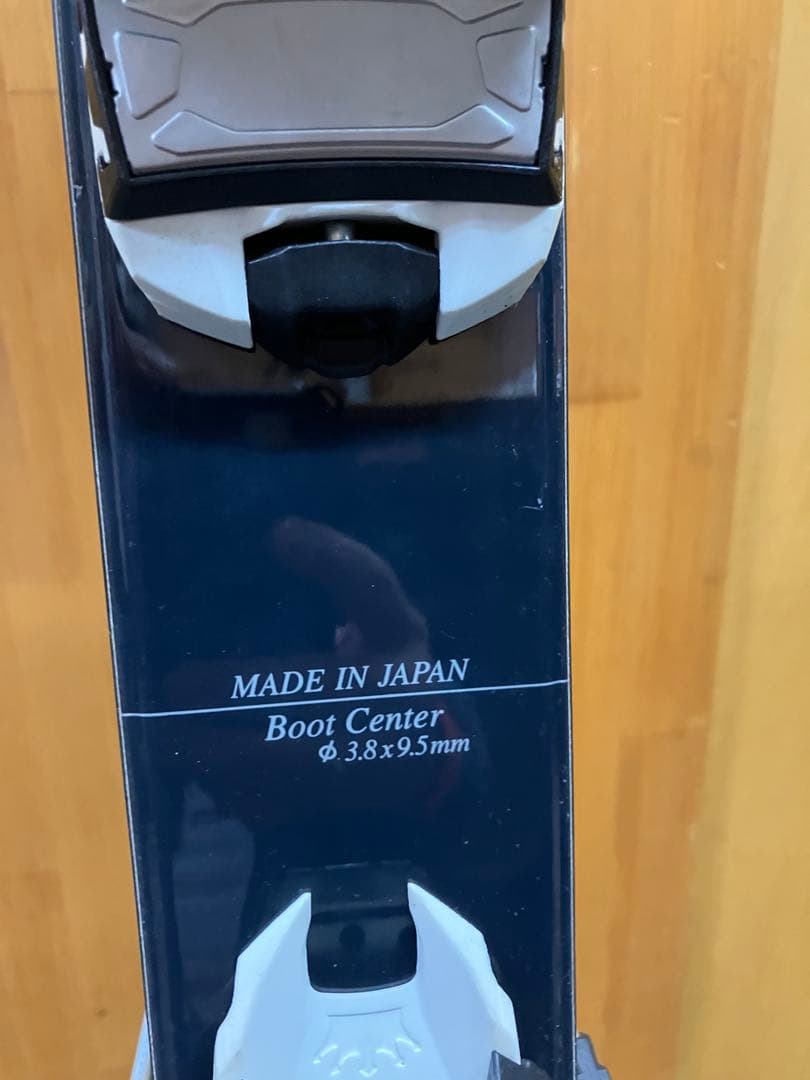 MADE IN JAPAN
Boot Center
φ 3.8x9.5mm